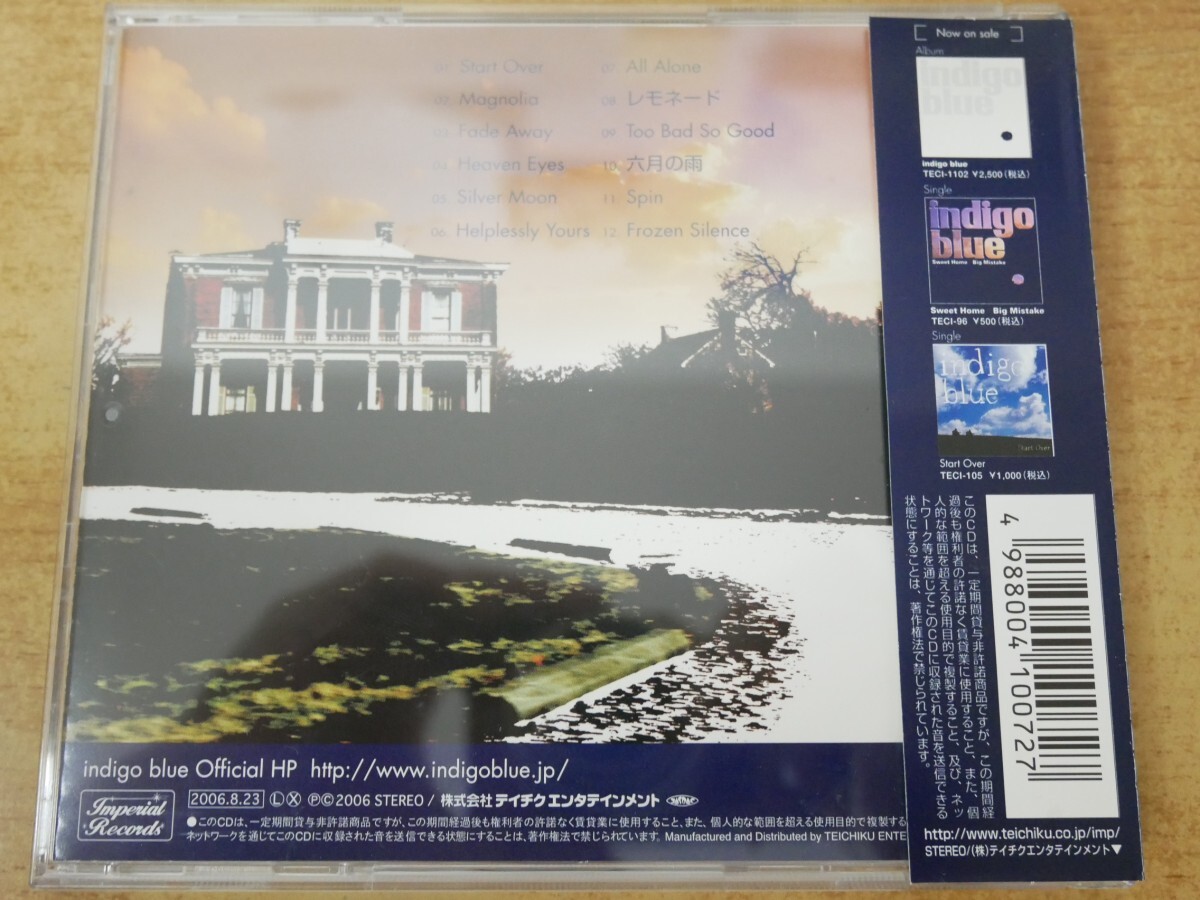 01. Start Over
02. Magnolia
03. Fade Away
04. Heaven Eyes
05. Silver Moon
06. Helplessly Yours
07. All Alone
08. レモネード
09. Too Bad So Good
10. 六月の雨
11. Spin
12. Frozen Silence
indigo blue Official HP http://www.indigoblue.jp/
Imperial Records
2006.8.23 LX ℗©2006 STEREO / 株式会社テイチクエンタテインメント
●このCDは、一定期間貸与非許諾商品ですが、この期間経過後も権利者の許諾なく賃貸業に使用すること、また、個人的な範囲を超える使用目的で複製する
ネットワークを通じてこのCDに収録された音を送信できる状態にすることは、著作権法で禁じられています。Manufactured and Distributed by TEICHIKU ENTE
Now on sale
Album
indigo
blue
indigo blue
TECI-1102 ¥2,500(税込)
Single
indigo
blue
Sweet Home Big Mistake
Sweet Home Big Mistake
TECI-96 ¥500(税込)
Single
indigo
blue
Start Over
Start Over
TECI-105 ¥1,000(税込)
このCDは、一定期間貸与非許諾商品ですが、この期間経
過後も権利者の許諾なく賃貸業に使用すること、また、個
人的な範囲を超える使用目的で複製すること、及び、ネッ
トワーク等を通じてこのCDに収録された音を送信できる
状態にすることは、著作権法で禁じられています。
4 988004 100727
http://www.teichiku.co.jp/imp/
STEREO/(株)テイチクエンタテインメント▼